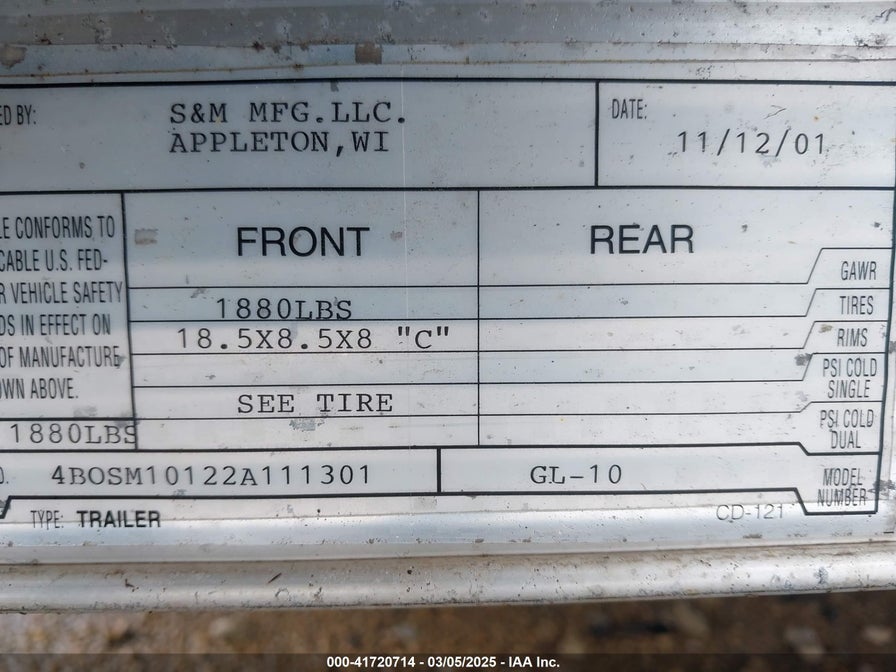 ED BY:
S&M MFG.LLC.
APPLETON,WI
DATE:
11/12/01
LE CONFORMS TO
CABLE U.S. FED-
R VEHICLE SAFETY
DS IN EFFECT ON
OF MANUFACTURE
WN ABOVE.
FRONT
REAR
GAWR
1880LBS
TIRES
18.5X8.5X8 "C"
RIMS
PSI COLD
SINGLE
SEE TIRE
PSI COLD
DUAL
1880LBS
O.
4BOSM10122A111301
GL-10
MODEL
NUMBER
TYPE: TRAILER
CD-121
000-41720714 - 03/05/2025 - IAA Inc.